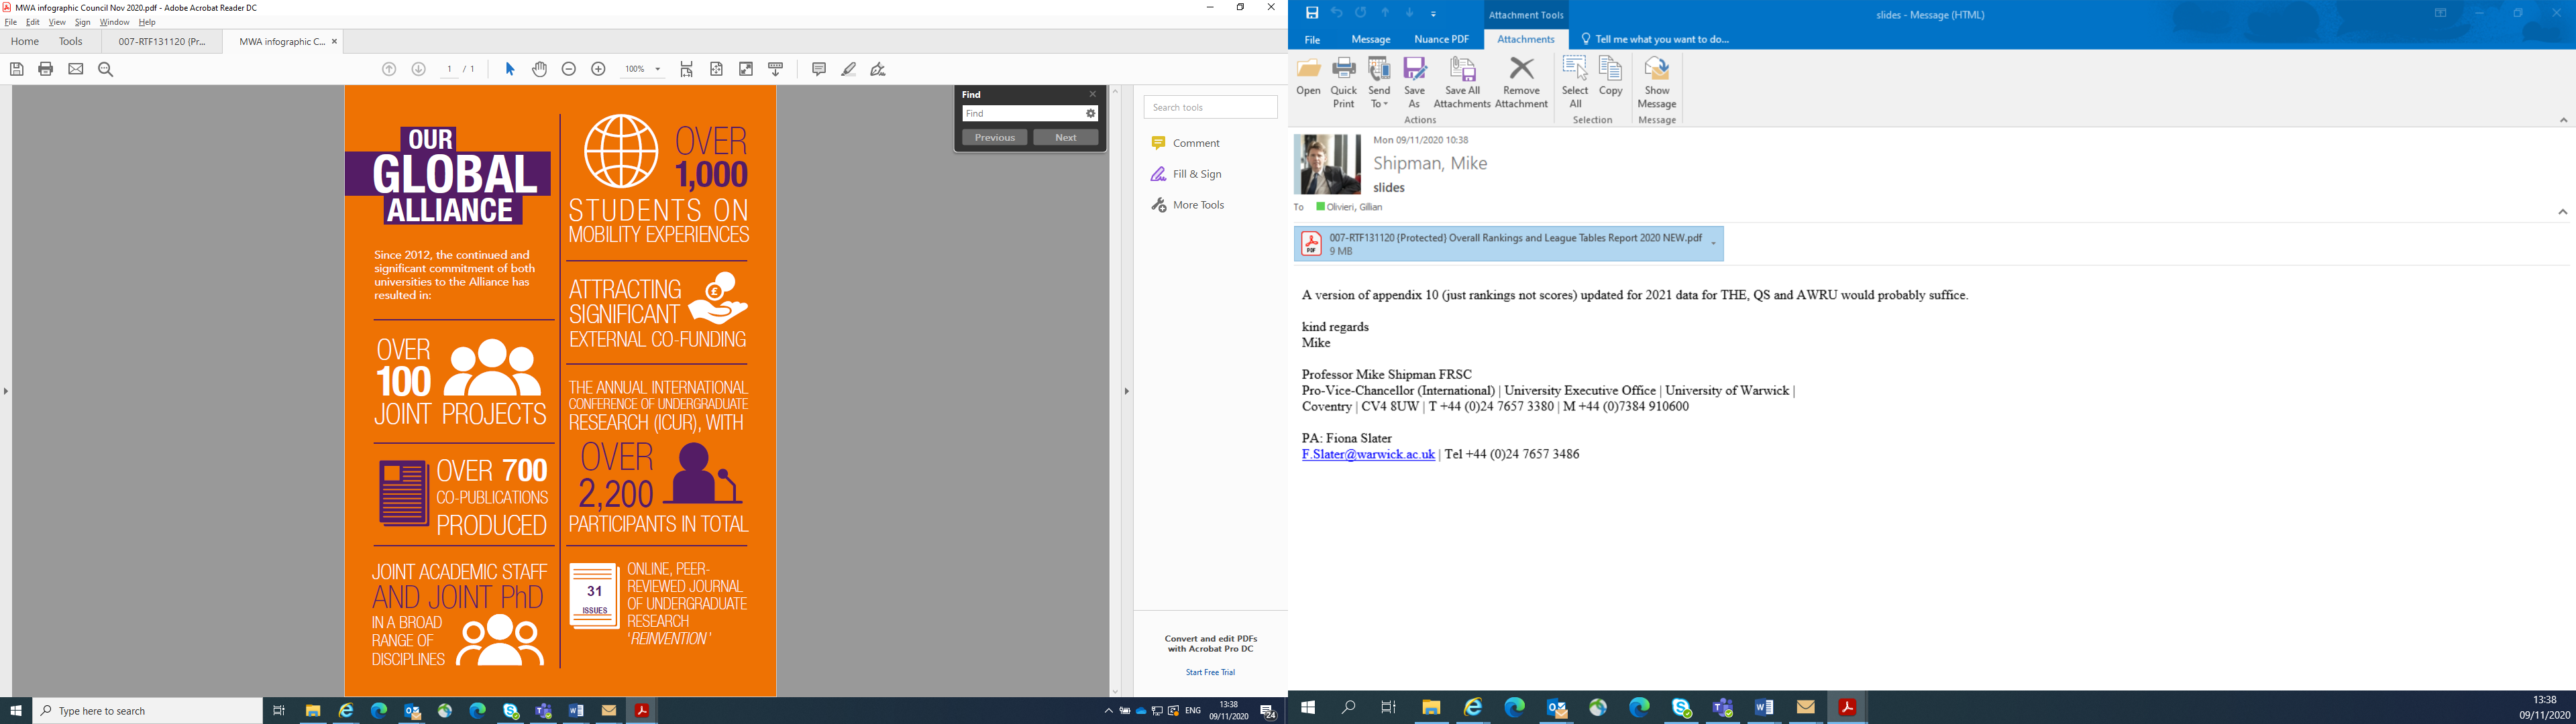 MWA infographic Council Nov 2020.pdf - Adobe Acrobat Reader DC
File Edit View Sign Window Help
Home Tools 007-RTF131120 (Pr... MWA infographic C... ×
1 / 1 100%
Find
Find
Previous Next
Search tools
Comment
Fill & Sign
More Tools
Convert and edit PDFs
with Acrobat Pro DC
Start Free Trial
OUR
GLOBAL
ALLIANCE
Since 2012, the continued and
significant commitment of both
universities to the Alliance has
resulted in:
OVER
100
JOINT PROJECTS
OVER 700
CO-PUBLICATIONS
PRODUCED
JOINT ACADEMIC STAFF
AND JOINT PhD
IN A BROAD
RANGE OF
DISCIPLINES
OVER
1,000
STUDENTS ON
MOBILITY EXPERIENCES
ATTRACTING
SIGNIFICANT
EXTERNAL CO-FUNDING
£
THE ANNUAL INTERNATIONAL
CONFERENCE OF UNDERGRADUATE
RESEARCH (ICUR), WITH
OVER
2,200
PARTICIPANTS IN TOTAL
31
ISSUES
ONLINE, PEER-
REVIEWED JOURNAL
OF UNDERGRADUATE
RESEARCH
'REINVENTION'
Type here to search
ENG
13:38
09/11/2020
24
Attachment Tools
slides - Message (HTML)
File Message Nuance PDF Attachments Tell me what you want to do...
Open Quick Print Send To Save As Save All Attachments Remove Attachment Select All Copy Show Message
Actions Selection Message
Mon 09/11/2020 10:38
Shipman, Mike
slides
To Olivieri, Gillian
007-RTF131120 (Protected) Overall Rankings and League Tables Report 2020 NEW.pdf
9 MB
A version of appendix 10 (just rankings not scores) updated for 2021 data for THE, QS and AWRU would probably suffice.
kind regards
Mike
Professor Mike Shipman FRSC
Pro-Vice-Chancellor (International) | University Executive Office | University of Warwick |
Coventry | CV4 8UW | T +44 (0)24 7657 3380 | M +44 (0)7384 910600
PA: Fiona Slater
F.Slater@warwick.ac.uk | Tel +44 (0)24 7657 3486
13:38
09/11/2020